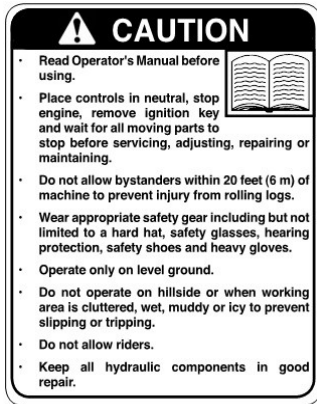 CAUTION
· Read Operator's Manual before
using.
· Place controls in neutral, stop
engine, remove ignition key
and wait for all moving parts to
stop before servicing, adjusting, repairing or
maintaining.
· Do not allow bystanders within 20 feet (6 m) of
machine to prevent injury from rolling logs.
· Wear appropriate safety gear including but not
limited to a hard hat, safety glasses, hearing
protection, safety shoes and heavy gloves.
· Operate only on level ground.
· Do not operate on hillside or when working
area is cluttered, wet, muddy or icy to prevent
slipping or tripping.
· Do not allow riders.
· Keep all hydraulic components in good
repair.